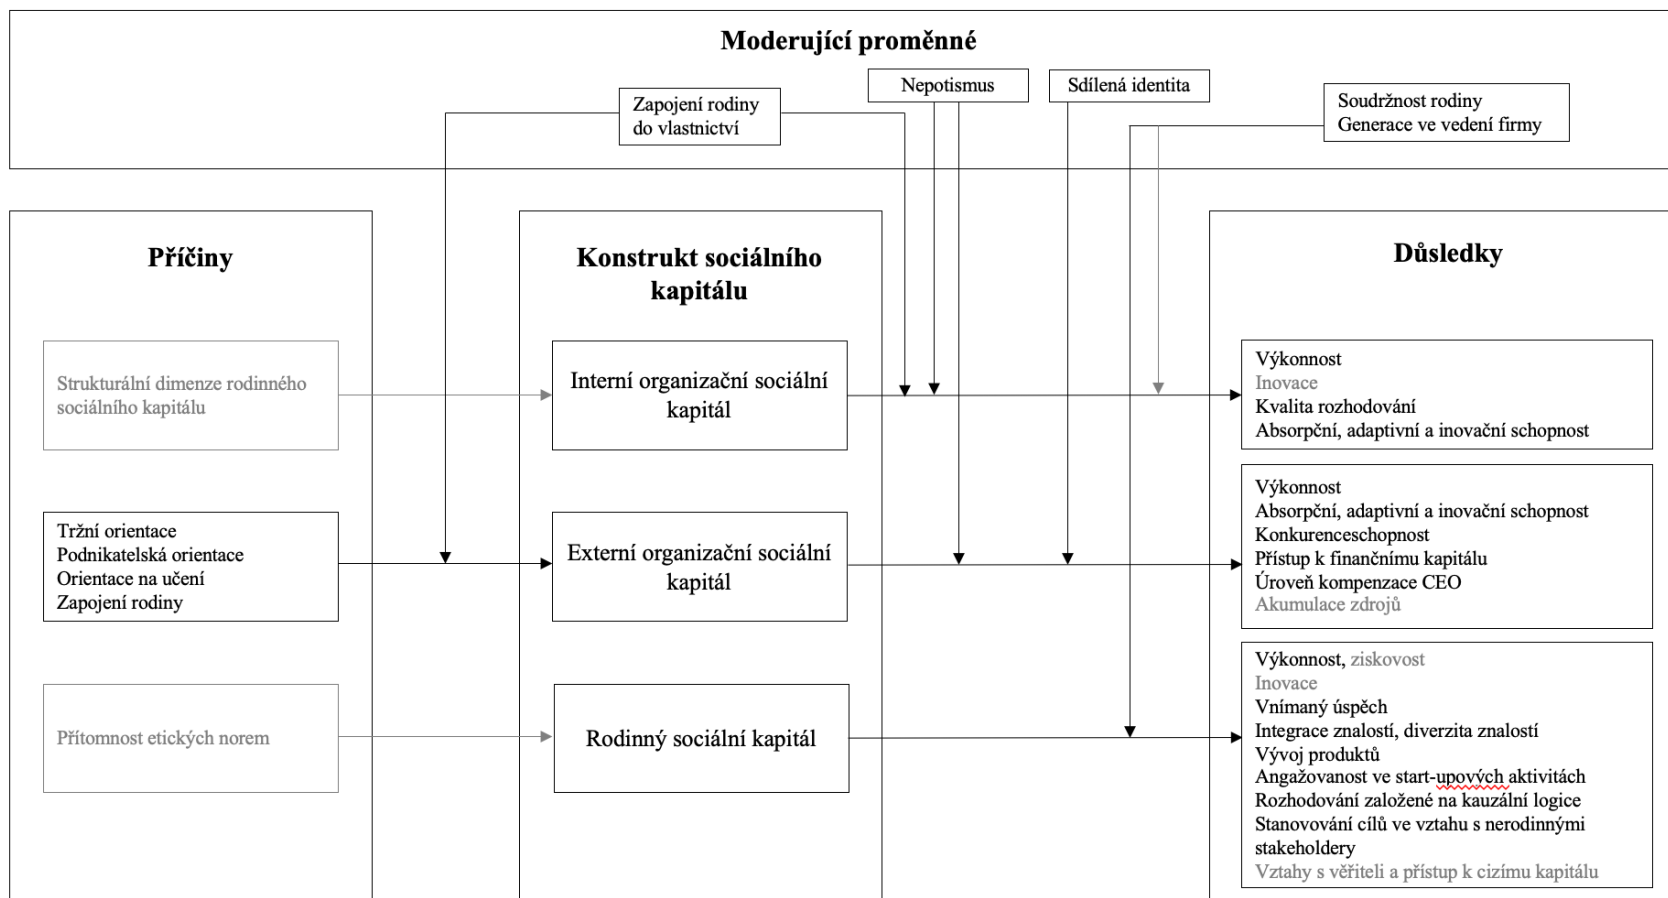 Moderující proměnné
Zapojení rodiny
do vlastnictví
Nepotismus
Sdílená identita
Soudržnost rodiny
Generace ve vedení firmy
Příčiny
Strukturální dimenze rodinného
sociálního kapitálu
Tržní orientace
Podnikatelská orientace
Orientace na učení
Zapojení rodiny
Přítomnost etických norem
Konstrukt sociálního
kapitálu
Interní organizační sociální
kapitál
Externí organizační sociální
kapitál
Rodinný sociální kapitál
Důsledky
Výkonnost
Inovace
Kvalita rozhodování
Absorpční, adaptivní a inovační schopnost
Výkonnost
Absorpční, adaptivní a inovační schopnost
Konkurenceschopnost
Přístup k finančnímu kapitálu
Úroveň kompenzace CEO
Akumulace zdrojů
Výkonnost, ziskovost
Inovace
Vnímaný úspěch
Integrace znalostí, diverzita znalostí
Vývoj produktů
Angažovanost ve start-upových aktivitách
Rozhodování založené na kauzální logice
Stanovování cílů ve vztahu s nerodinnými
stakeholdery
Vztahy s věřiteli a přístup k cizímu kapitálu